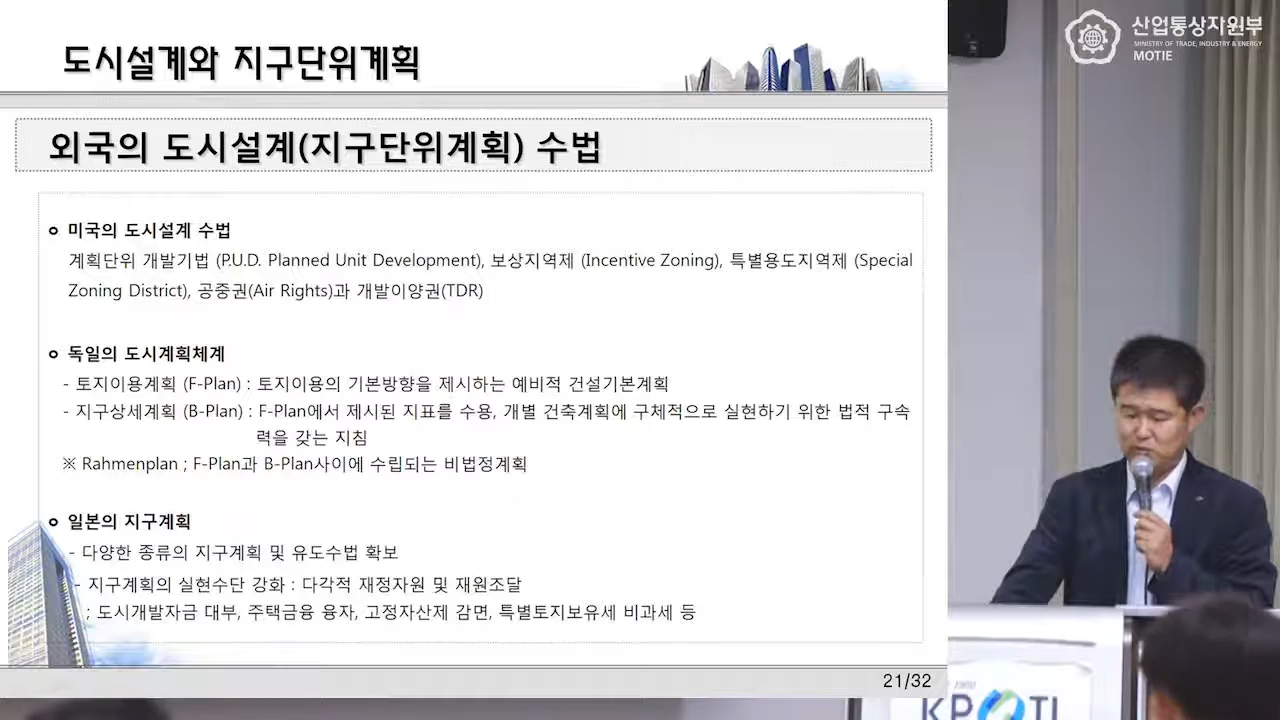 도시설계와 지구단위계획
산업통상자원부
MINISTRY OF TRADE, INDUSTRY & ENERGY
MOTIE
외국의 도시설계(지구단위계획) 수법
미국의 도시설계 수법
계획단위 개발기법 (P.U.D. Planned Unit Development), 보상지역제 (Incentive Zoning), 특별용도지역제 (Special
Zoning District), 공중권(Air Rights)과 개발이양권(TDR)
독일의 도시계획체계
- 토지이용계획 (F-Plan) : 토지이용의 기본방향을 제시하는 예비적 건설기본계획
- 지구상세계획 (B-Plan) : F-Plan에서 제시된 지표를 수용, 개별 건축계획에 구체적으로 실현하기 위한 법적 구속
력을 갖는 지침
※ Rahmenplan ; F-Plan과 B-Plan사이에 수립되는 비법정계획
일본의 지구계획
- 다양한 종류의 지구계획 및 유도수법 확보
- 지구계획의 실현수단 강화 : 다각적 재정자원 및 재원조달
; 도시개발자금 대부, 주택금융 융자, 고정자산제 감면, 특별토지보유세 비과세 등
21/32